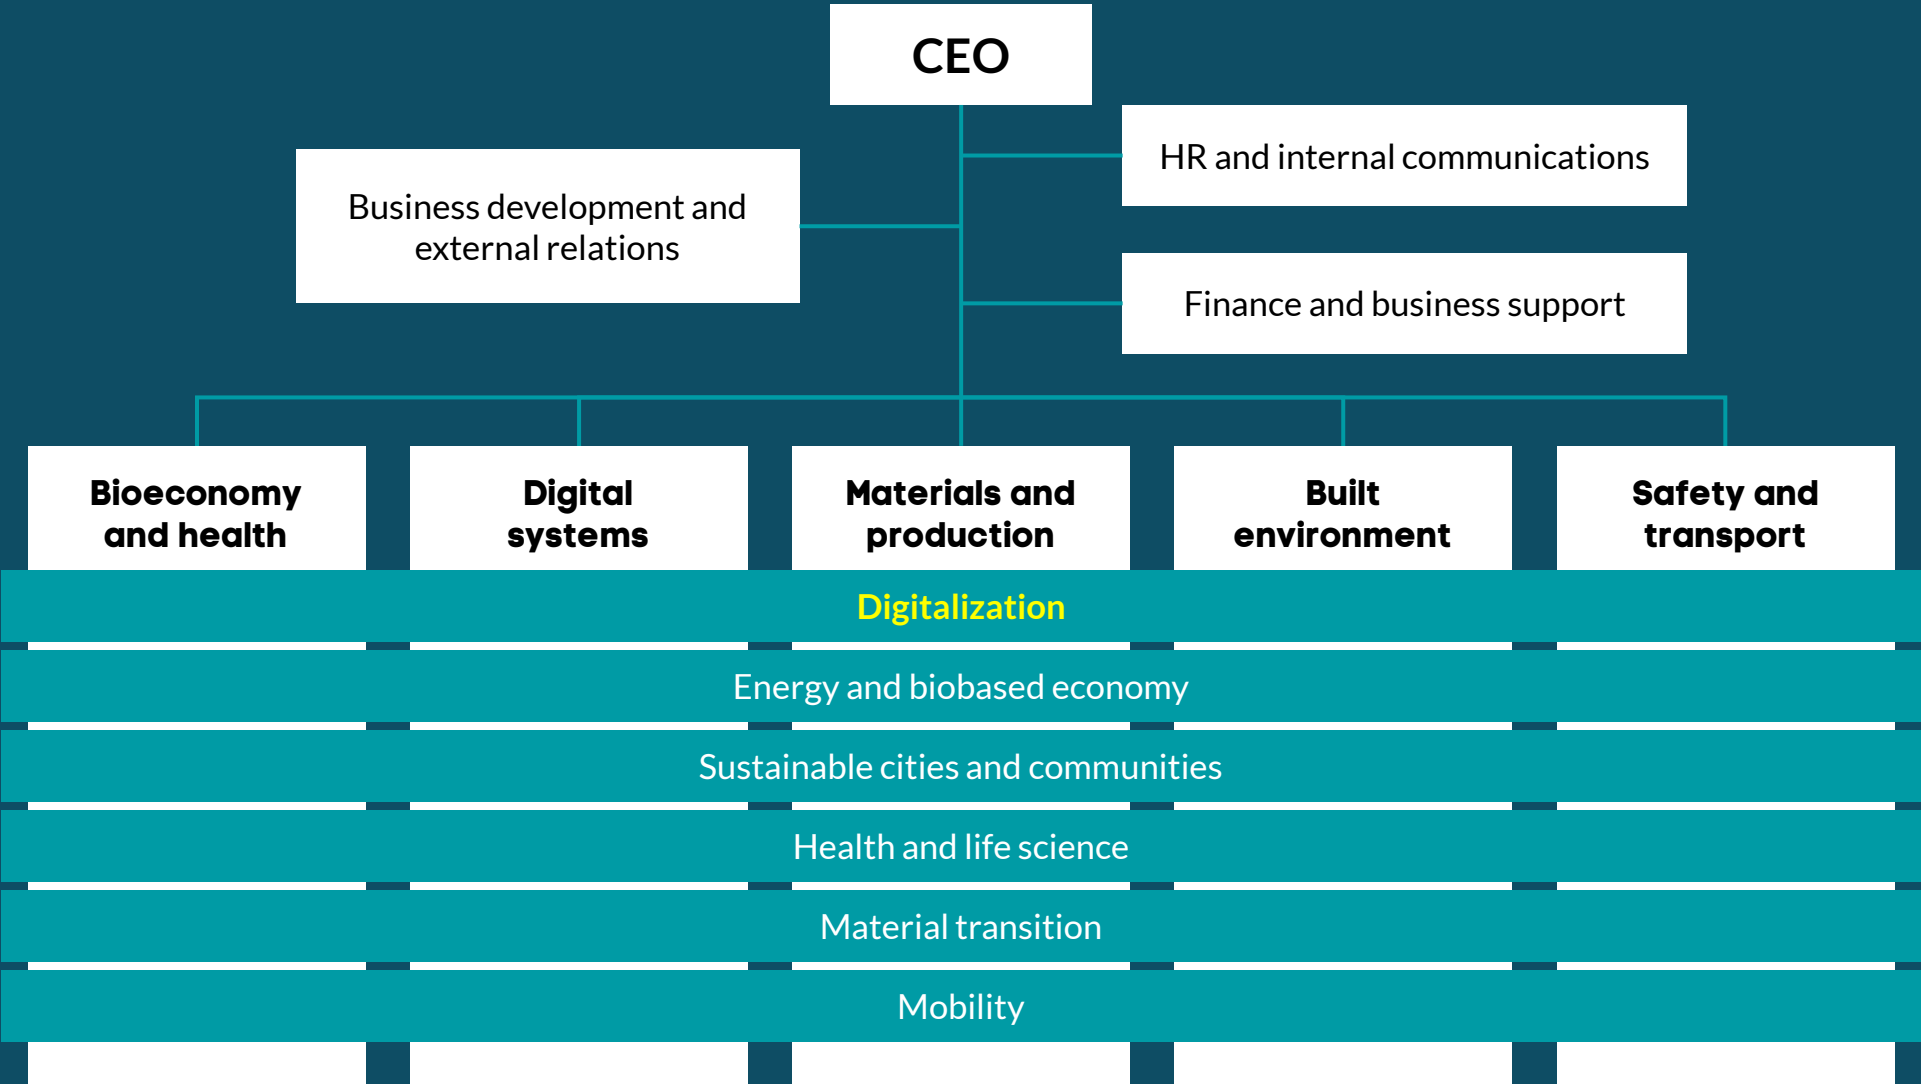 CEO
HR and internal communications
Business development and
external relations
Finance and business support
Bioeconomy
and health
Digital
systems
Materials and
production
Built
environment
Safety and
transport
Digitalization
Energy and biobased economy
Sustainable cities and communities
Health and life science
Material transition
Mobility